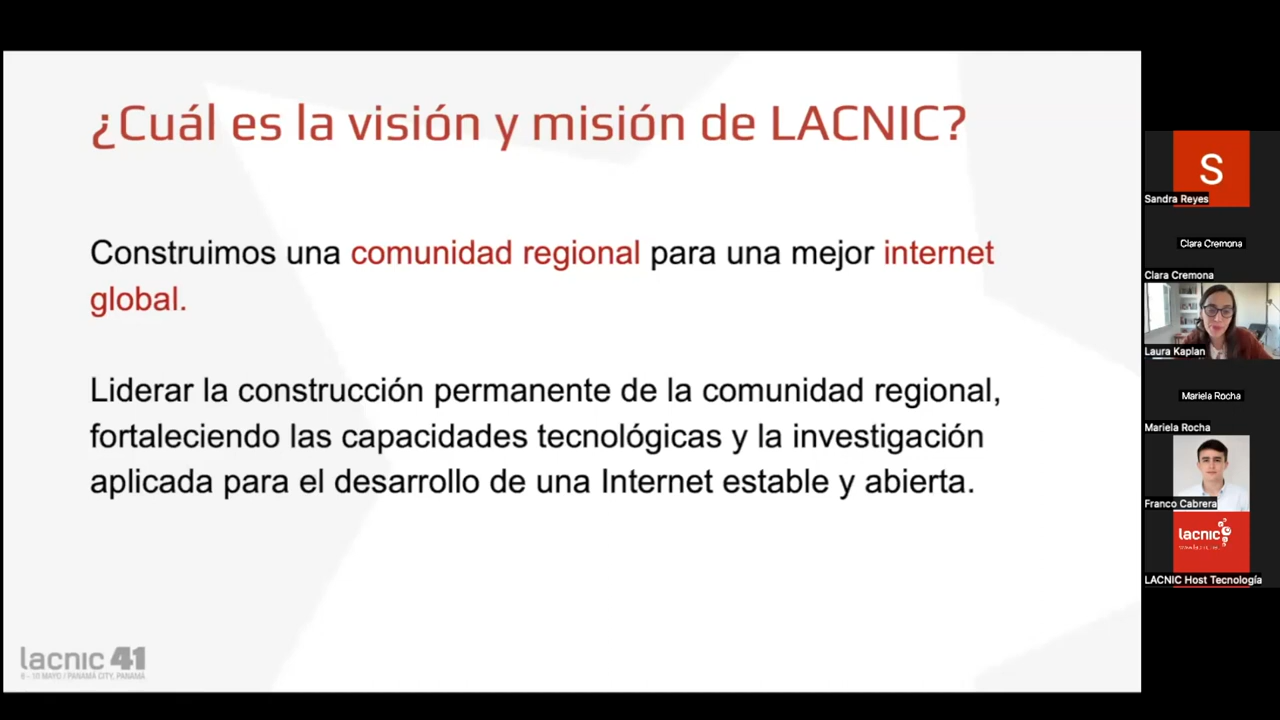 ¿Cuál es la visión y misión de LACNIC?
Construimos una comunidad regional para una mejor internet
global.
Liderar la construcción permanente de la comunidad regional,
fortaleciendo las capacidades tecnológicas y la investigación
aplicada para el desarrollo de una Internet estable y abierta.
lacnic 41
6 - 10 MAYO / PANAMÁ CITY, PANAMÁ
S
Sandra Reyes
Clara Cremona
Clara Cremona
Laura Kaplan
Mariela Rocha
Mariela Rocha
Franco Cabrera
lacnic
LACNIC Host Tecnología